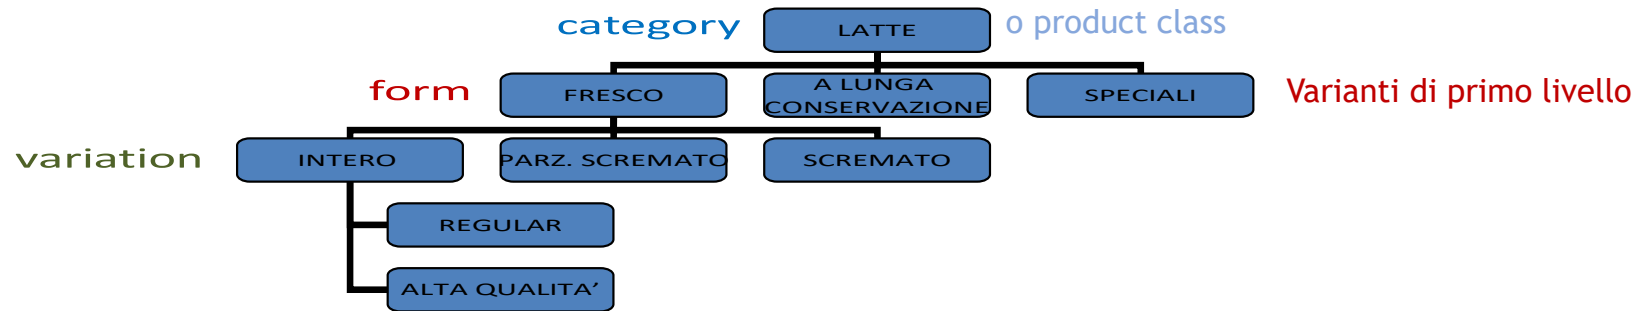 category
LATTE
o product class
form
FRESCO
A LUNGA
CONSERVAZIONE
SPECIALI
Varianti di primo livello
variation
INTERO
PARZ. SCREMATO
SCREMATO
REGULAR
ALTA QUALITA’